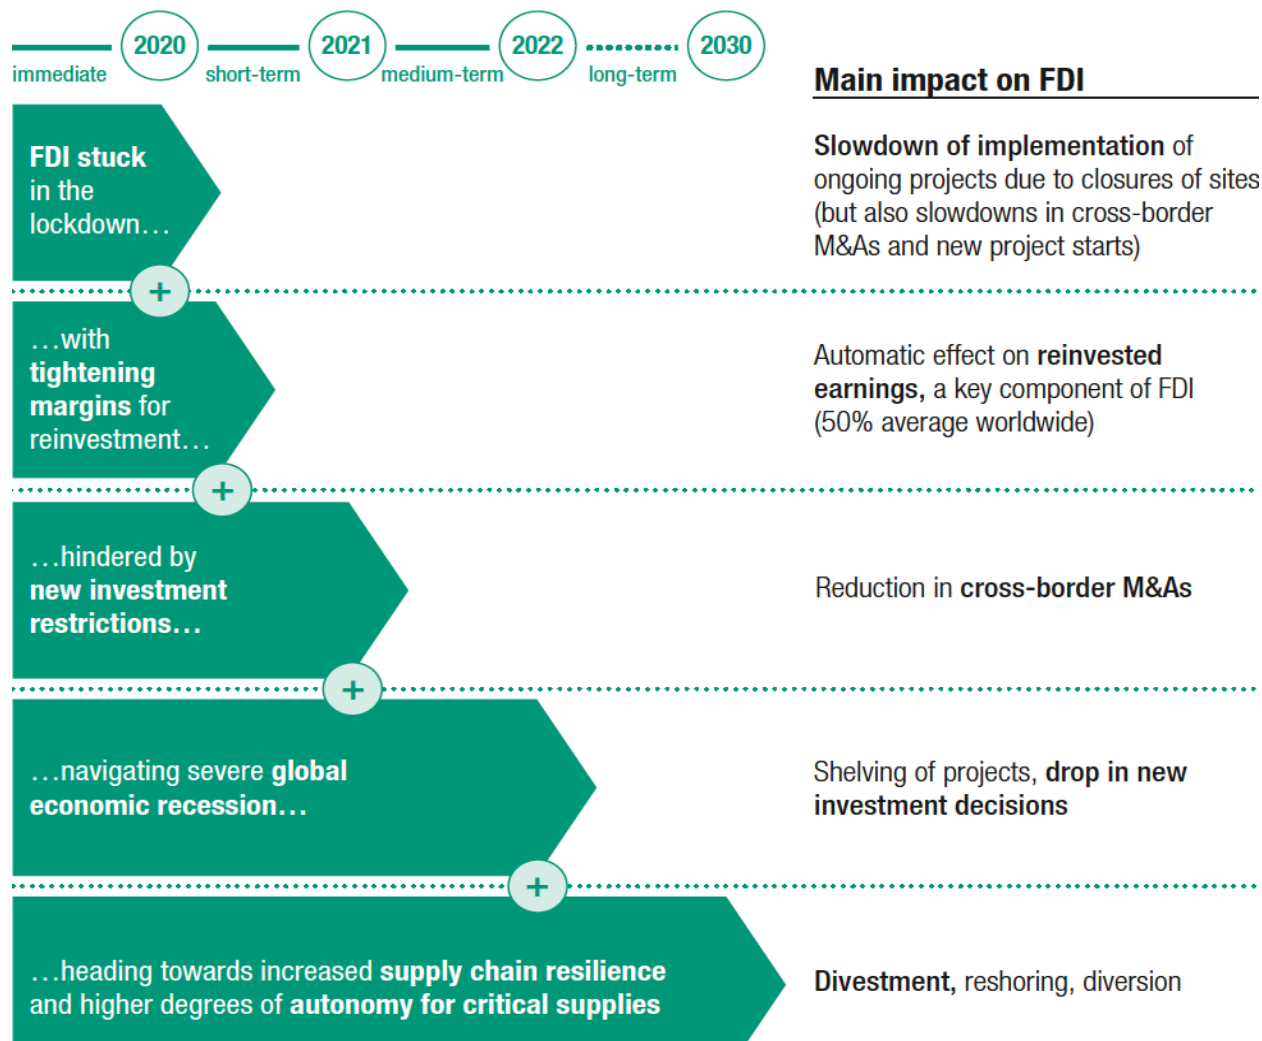 2020
2021
2022
2030
immediate
short-term
medium-term
long-term
Main impact on FDI
FDI stuck
in the
lockdown…
Slowdown of implementation of
ongoing projects due to closures of sites
(but also slowdowns in cross-border
M&As and new project starts)
+
…with
tightening
margins for
reinvestment…
Automatic effect on reinvested
earnings, a key component of FDI
(50% average worldwide)
+
…hindered by
new investment
restrictions…
Reduction in cross-border M&As
+
…navigating severe global
economic recession…
Shelving of projects, drop in new
investment decisions
+
…heading towards increased supply chain resilience
and higher degrees of autonomy for critical supplies
Divestment, reshoring, diversion